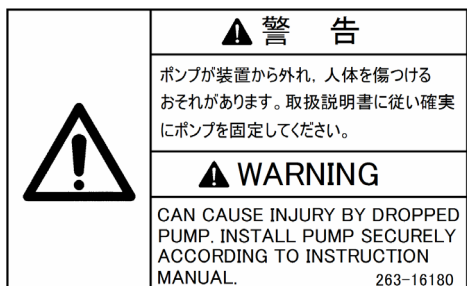 警 告
ポンプが装置から外れ, 人体を傷つける
おそれがあります。取扱説明書に従い確実
にポンプを固定してください。
WARNING
CAN CAUSE INJURY BY DROPPED
PUMP. INSTALL PUMP SECURELY
ACCORDING TO INSTRUCTION
MANUAL. 263-16180